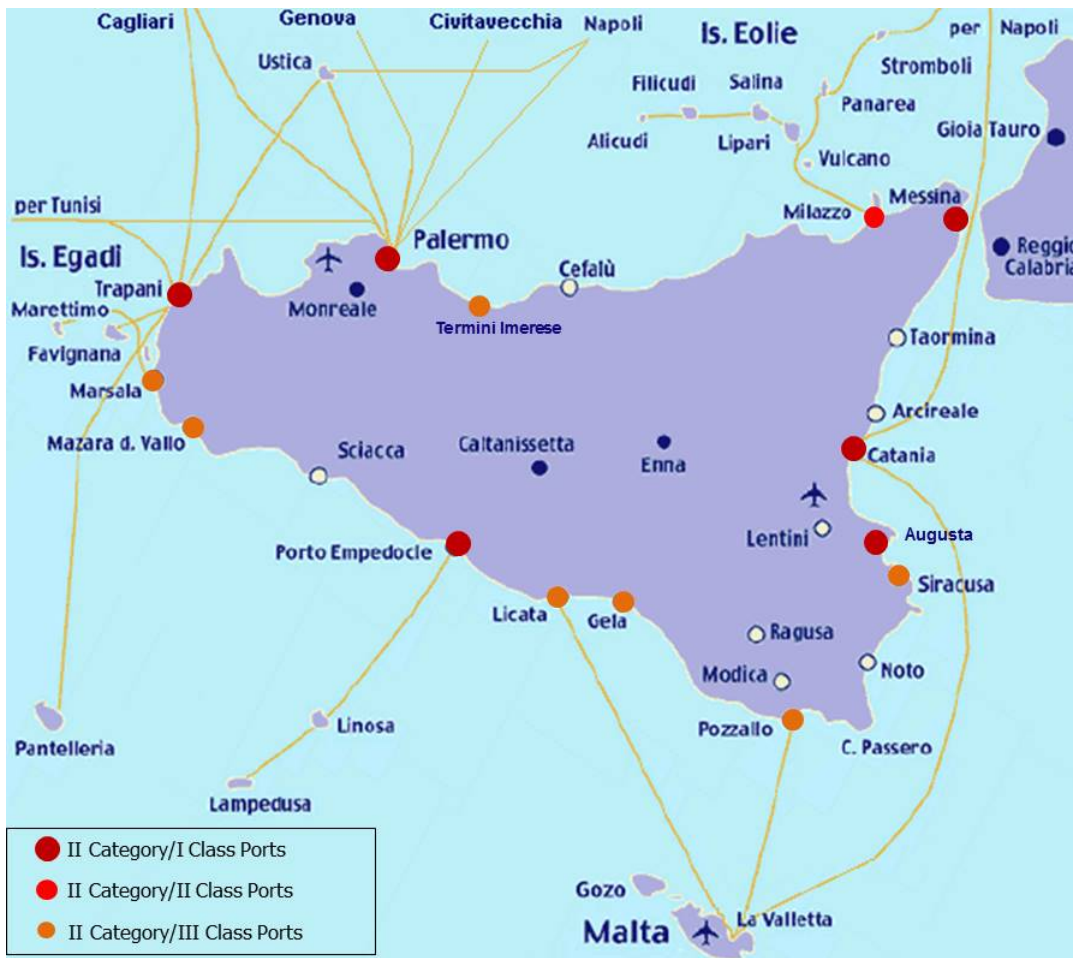 Cagliari
Genova
Civitavecchia
Napoli
Is. Eolie
per Napoli
Ustica
Stromboli
Filicudi
Salina
Panarea
Gioia Tauro
Alicudi
Lipari
Vulcano
per Tunisi
Milazzo
Messina
Palermo
Is. Egadi
Reggio
Calabria
Cefalù
Trapani
Monreale
Marettimo
Termini Imerese
Taormina
Favignana
Marsala
Arcireale
Mazara d. Vallo
Sciacca
Caltanissetta
Enna
Catania
Lentini
Augusta
Porto Empedocle
Siracusa
Licata
Gela
Ragusa
Modica
Noto
Pozzallo
C. Passero
Linosa
Pantelleria
Lampedusa
II Category/I Class Ports
II Category/II Class Ports
II Category/III Class Ports
Gozo
La Valletta
Malta